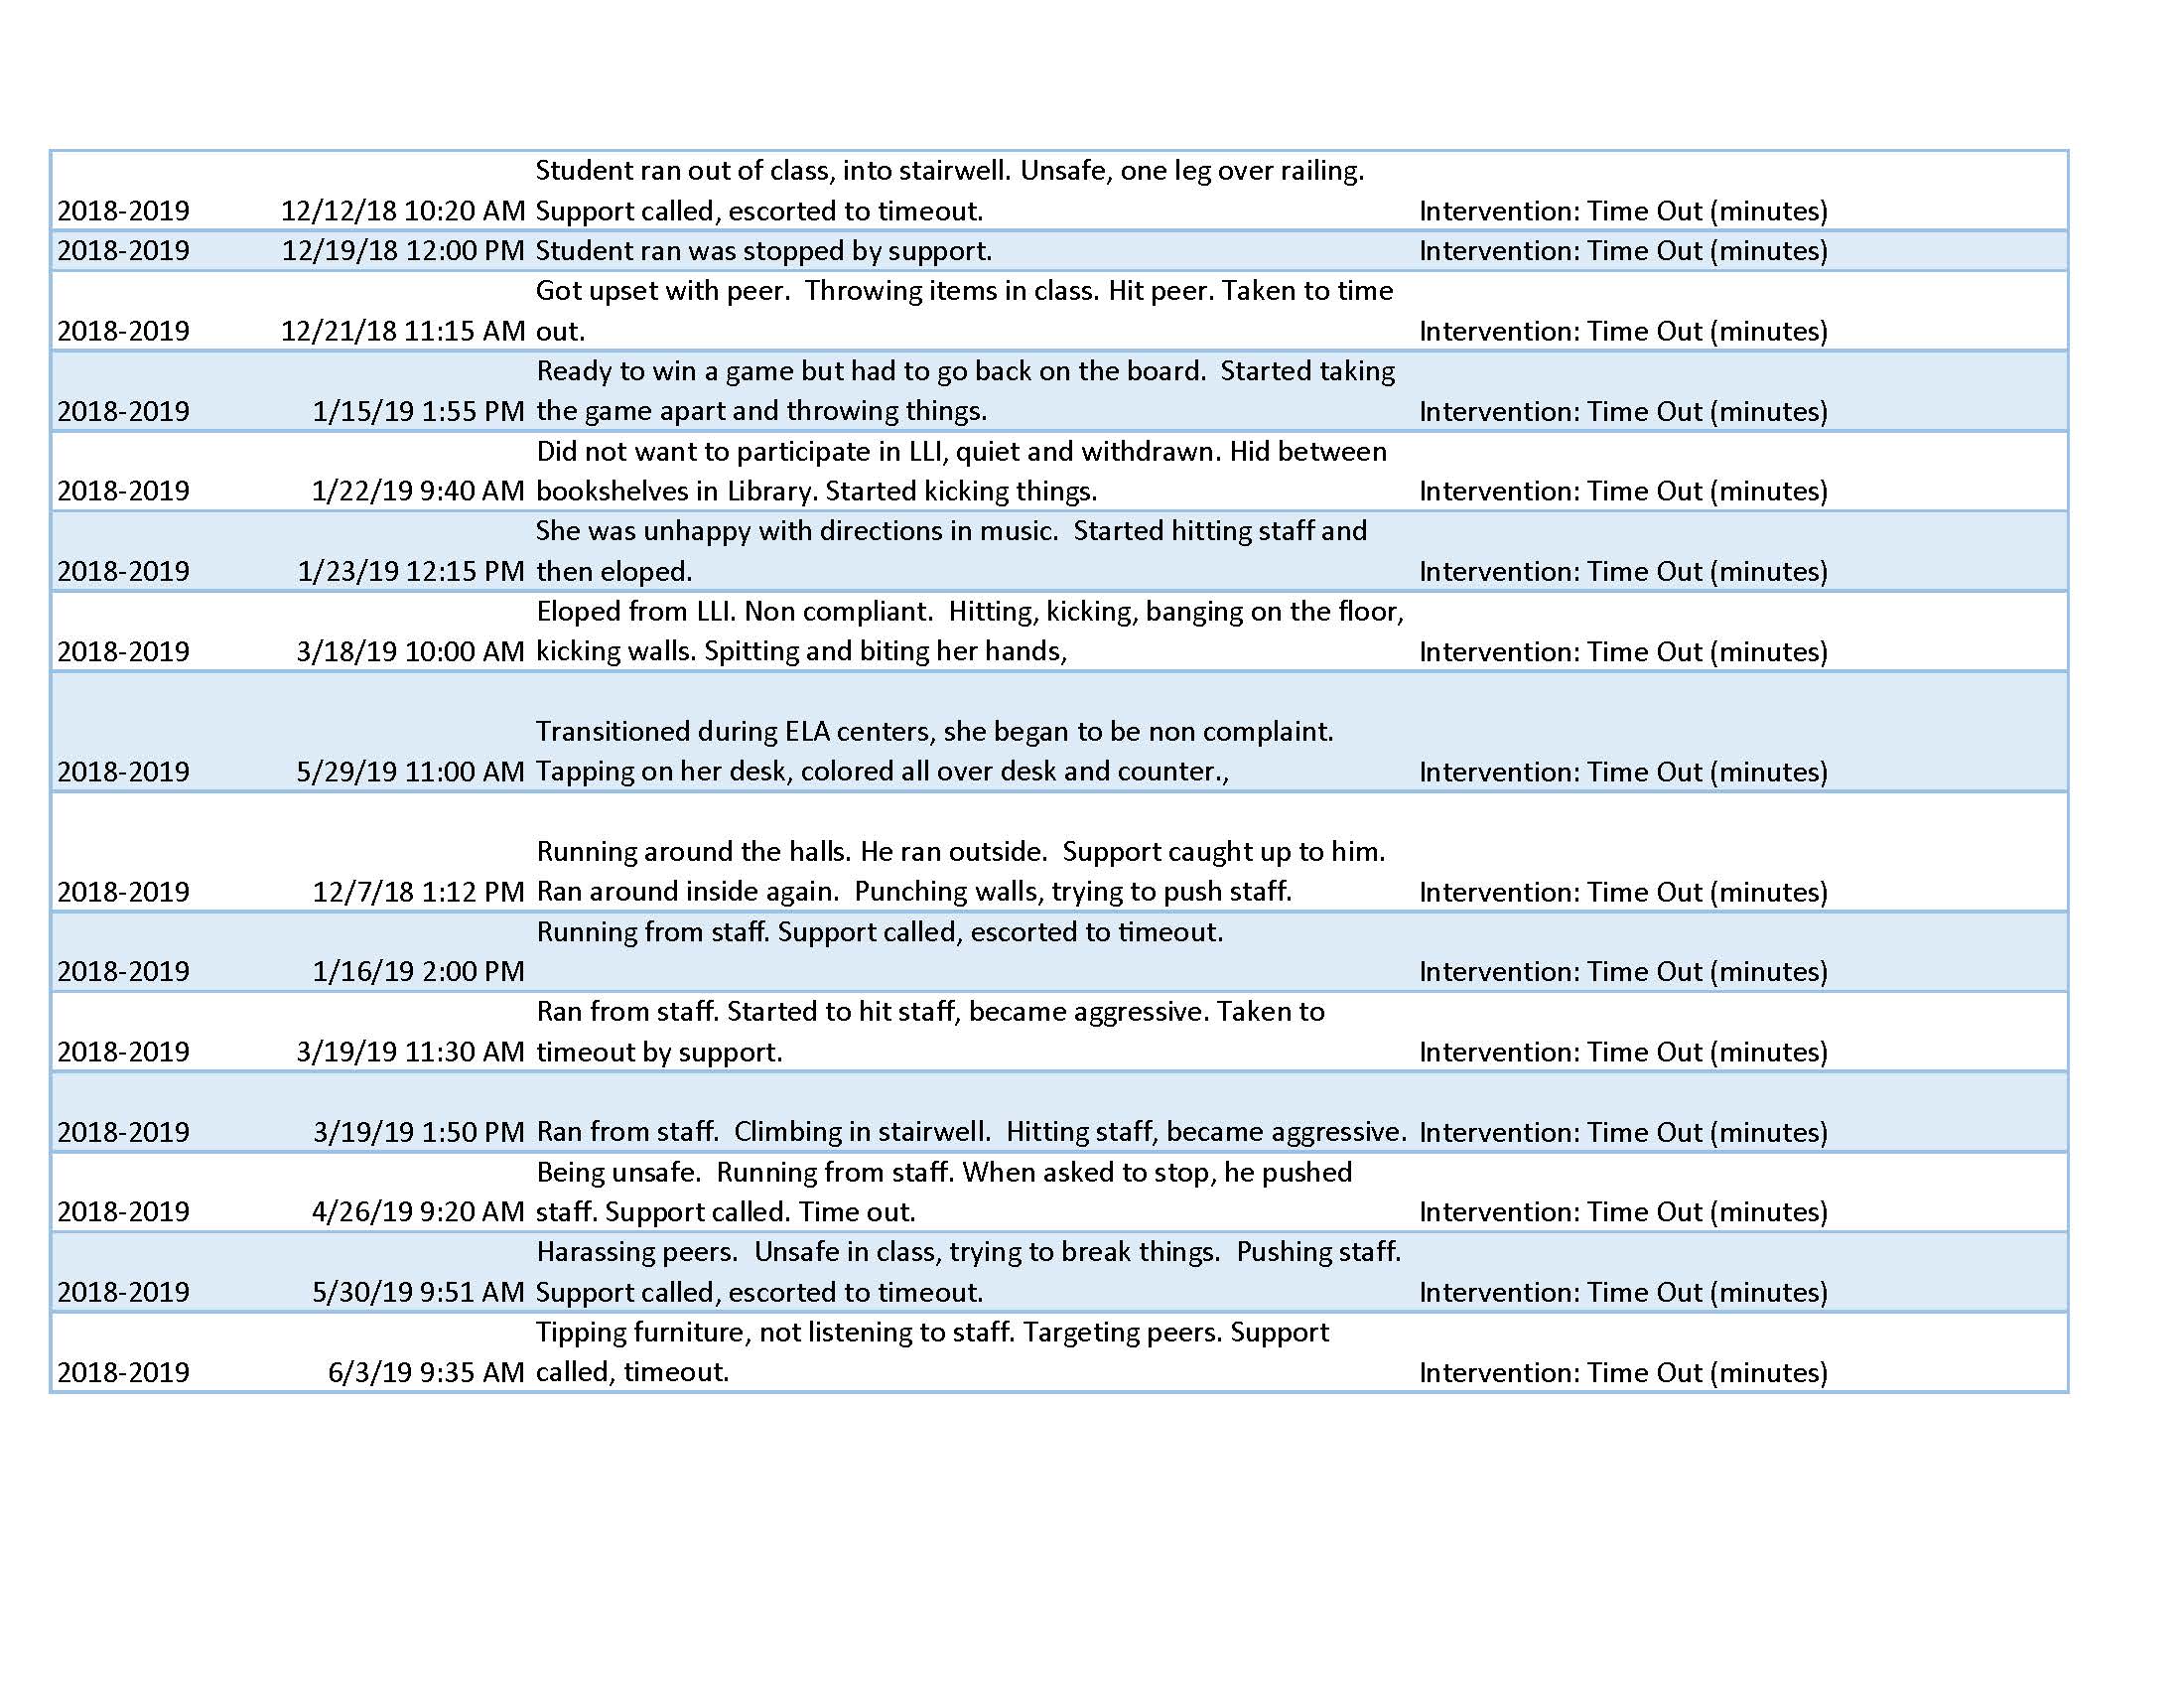 Student ran out of class, into stairwell. Unsafe, one leg over railing.
2018-2019 12/12/18 10:20 AM Support called, escorted to timeout. Intervention: Time Out (minutes)
2018-2019 12/19/18 12:00 PM Student ran was stopped by support. Intervention: Time Out (minutes)
Got upset with peer.  Throwing items in class. Hit peer. Taken to time
2018-2019 12/21/18 11:15 AM out. Intervention: Time Out (minutes)
Ready to win a game but had to go back on the board.  Started taking
2018-2019 1/15/19 1:55 PM the game apart and throwing things. Intervention: Time Out (minutes)
Did not want to participate in LLI, quiet and withdrawn. Hid between
2018-2019 1/22/19 9:40 AM bookshelves in Library. Started kicking things. Intervention: Time Out (minutes)
She was unhappy with directions in music.  Started hitting staff and
2018-2019 1/23/19 12:15 PM then eloped. Intervention: Time Out (minutes)
Eloped from LLI. Non compliant.  Hitting, kicking, banging on the floor,
2018-2019 3/18/19 10:00 AM kicking walls. Spitting and biting her hands, Intervention: Time Out (minutes)
Transitioned during ELA centers, she began to be non complaint.
2018-2019 5/29/19 11:00 AM Tapping on her desk, colored all over desk and counter., Intervention: Time Out (minutes)
Running around the halls. He ran outside.  Support caught up to him.
2018-2019 12/7/18 1:12 PM Ran around inside again.  Punching walls, trying to push staff. Intervention: Time Out (minutes)
Running from staff. Support called, escorted to timeout.
2018-2019 1/16/19 2:00 PM Intervention: Time Out (minutes)
Ran from staff. Started to hit staff, became aggressive. Taken to
2018-2019 3/19/19 11:30 AM timeout by support. Intervention: Time Out (minutes)
2018-2019 3/19/19 1:50 PM Ran from staff.  Climbing in stairwell.  Hitting staff, became aggressive. Intervention: Time Out (minutes)
Being unsafe.  Running from staff. When asked to stop, he pushed
2018-2019 4/26/19 9:20 AM staff. Support called. Time out. Intervention: Time Out (minutes)
Harassing peers.  Unsafe in class, trying to break things.  Pushing staff.
2018-2019 5/30/19 9:51 AM Support called, escorted to timeout. Intervention: Time Out (minutes)
Tipping furniture, not listening to staff. Targeting peers. Support
2018-2019 6/3/19 9:35 AM called, timeout. Intervention: Time Out (minutes)